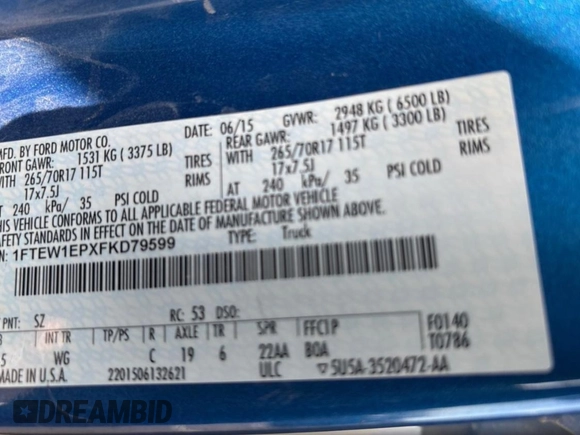 MFD. BY FORD MOTOR CO.
DATE: 06/15 GVWR: 2948 KG ( 6500 LB)
FRONT GAWR: 1531 KG ( 3375 LB) REAR GAWR: 1497 KG ( 3300 LB)
WITH 265/70R17 115T TIRES WITH 265/70R17 115T TIRES
17x7.5J RIMS 17x7.5J RIMS
AT 240 kPa/ 35 PSI COLD AT 240 kPa/ 35 PSI COLD
THIS VEHICLE CONFORMS TO ALL APPLICABLE FEDERAL MOTOR VEHICLE
SAFETY STANDARDS IN EFFECT ON THE DATE OF MANUFACTURE SHOWN ABOVE.
VIN: 1FTEW1EPXFKD79599 TYPE: Truck
PNT: SZ RC: 53 DSO:
INT TR TP/PS R AXLE TR SPR FFC1P F0140
5 WG C 19 6 22AA BOA T0786
MADE IN U.S.A. 2201506132621 ULC 5U5A-3520472-AA
DREAMBID